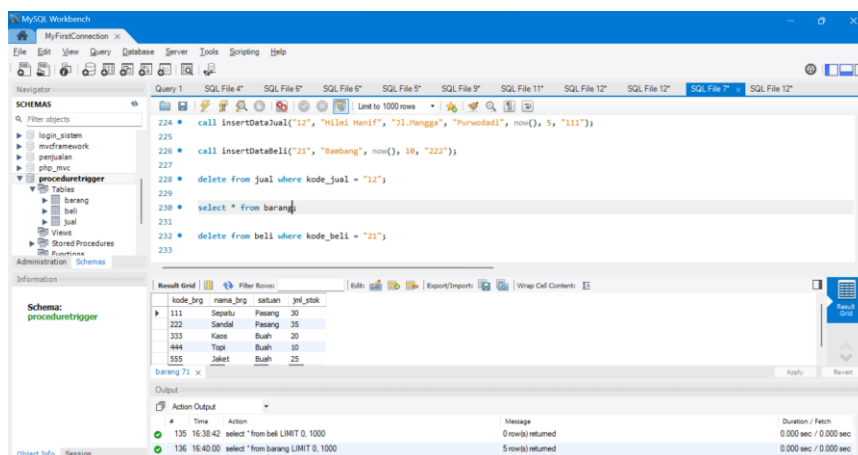 MySQL Workbench
MyFirstConnection ×
File Edit View Query Database Server Tools Scripting Help
Navigator
Query 1 SQL File 4* SQL File 6* SQL File 6* SQL File 5* SQL File 9* SQL File 11* SQL File 12* SQL File 12* SQL File 7* × SQL File 12*
SCHEMAS
Filter objects
login_sistem
mvcframework
penjualan
php_mvc
proceduretrigger
Tables
barang
beli
jual
Views
Stored Procedures
Functions
Administration Schemas
Information
Schema:
proceduretrigger
Object Info Session
Limit to 1000 rows
224 call insertDataJual("12", "Hilmi Hanif", "Jl.Mangga", "Purwodadi", now(), 5, "111");
225
226 call insertDataBeli("21", "Bambang", now(), 10, "222");
227
228 delete from jual where kode_jual = "12";
229
230 select * from barang;
231
232 delete from beli where kode_beli = "21";
233
Result Grid Filter Rows: Edit: Export/Import: Wrap Cell Content:
kode_brg nama_brg satuan jml_stok
111 Sepatu Pasang 30
222 Sandal Pasang 35
333 Kaos Buah 20
444 Topi Buah 10
555 Jaket Buah 25
Result Grid
barang 71 ×
Apply Revert
Output
Action Output
# Time Action Message Duration / Fetch
135 16:38:42 select * from beli LIMIT 0, 1000 0 row(s) returned 0.000 sec / 0.000 sec
136 16:40:00 select * from barang LIMIT 0, 1000 5 row(s) returned 0.000 sec / 0.000 sec